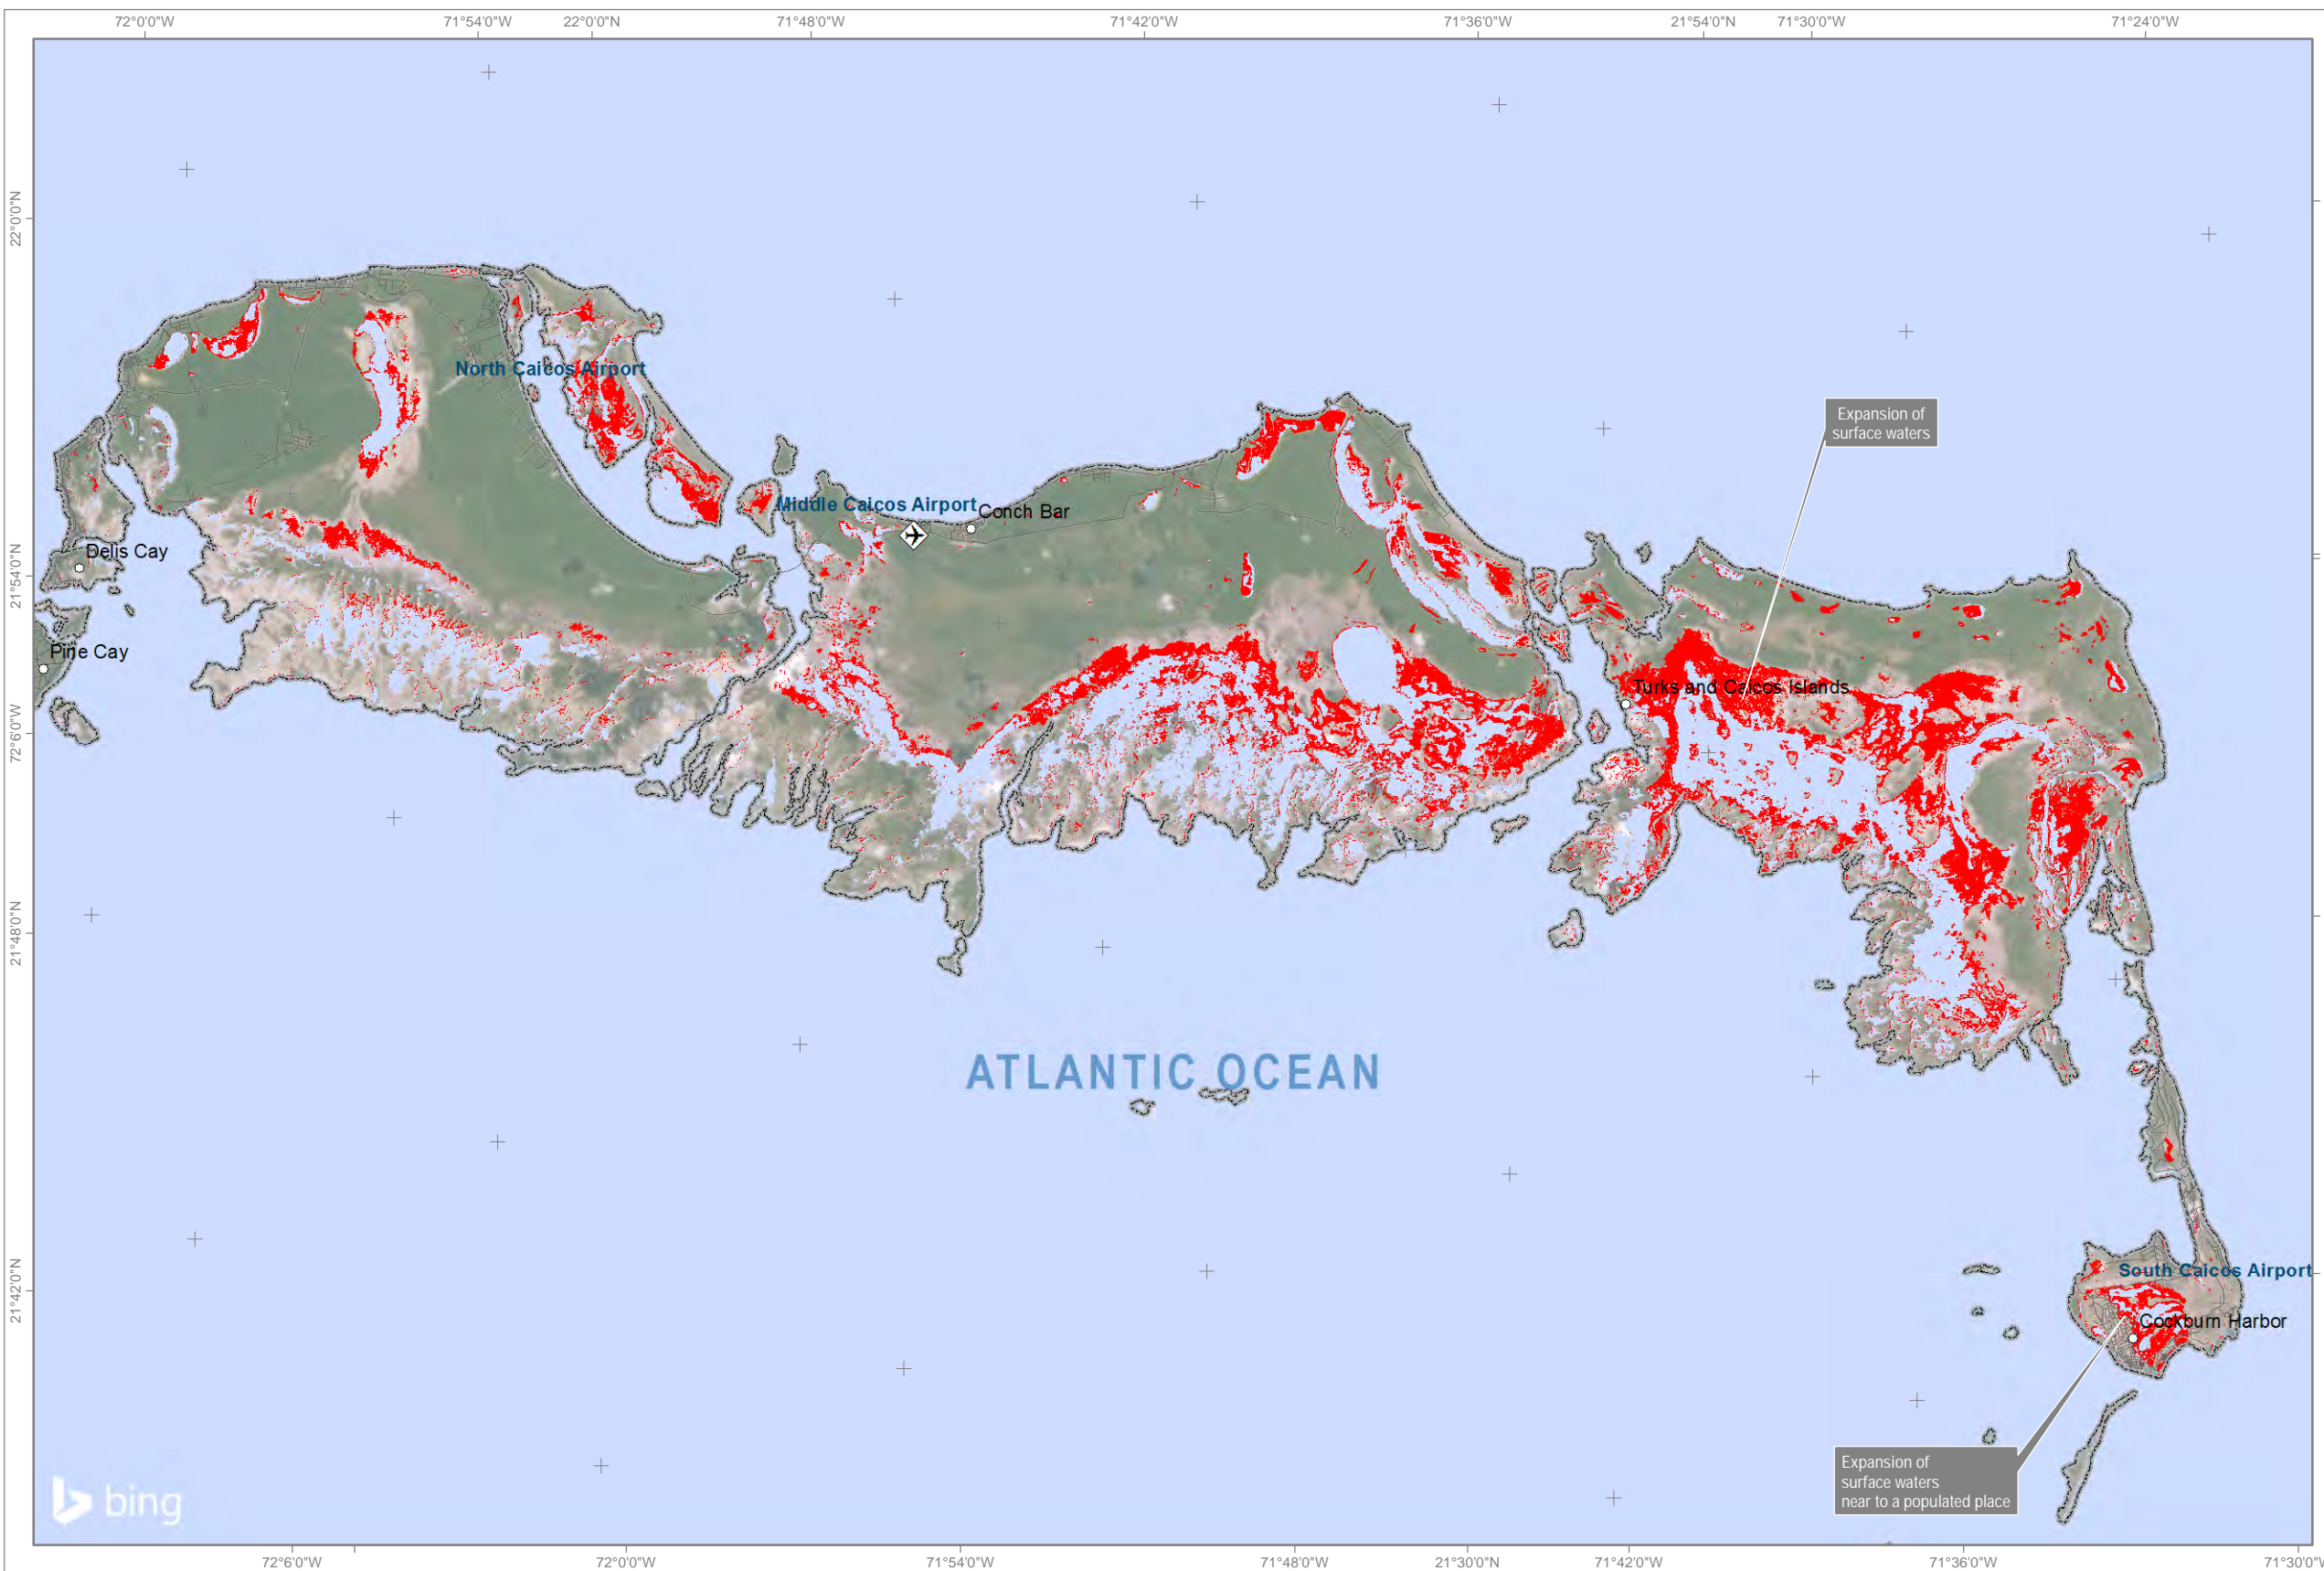 72°0'0"W
71°54'0"W
22°0'0"N
71°48'0"W
71°42'0"W
71°36'0"W
21°54'0"N
71°30'0"W
71°24'0"W
22°0'0"N
21°54'0"N
72°6'0"W
21°48'0"N
21°42'0"N
North Caicos Airport
Expansion of
surface waters
Middle Caicos Airport
Conch Bar
Delis Cay
Pine Cay
Turks and Caicos Islands
ATLANTIC OCEAN
South Caicos Airport
Cockburn Harbor
Expansion of
surface waters
near to a populated place
bing
72°6'0"W
72°0'0"W
71°54'0"W
71°48'0"W
21°30'0"N
71°42'0"W
71°36'0"W
71°30'0"W